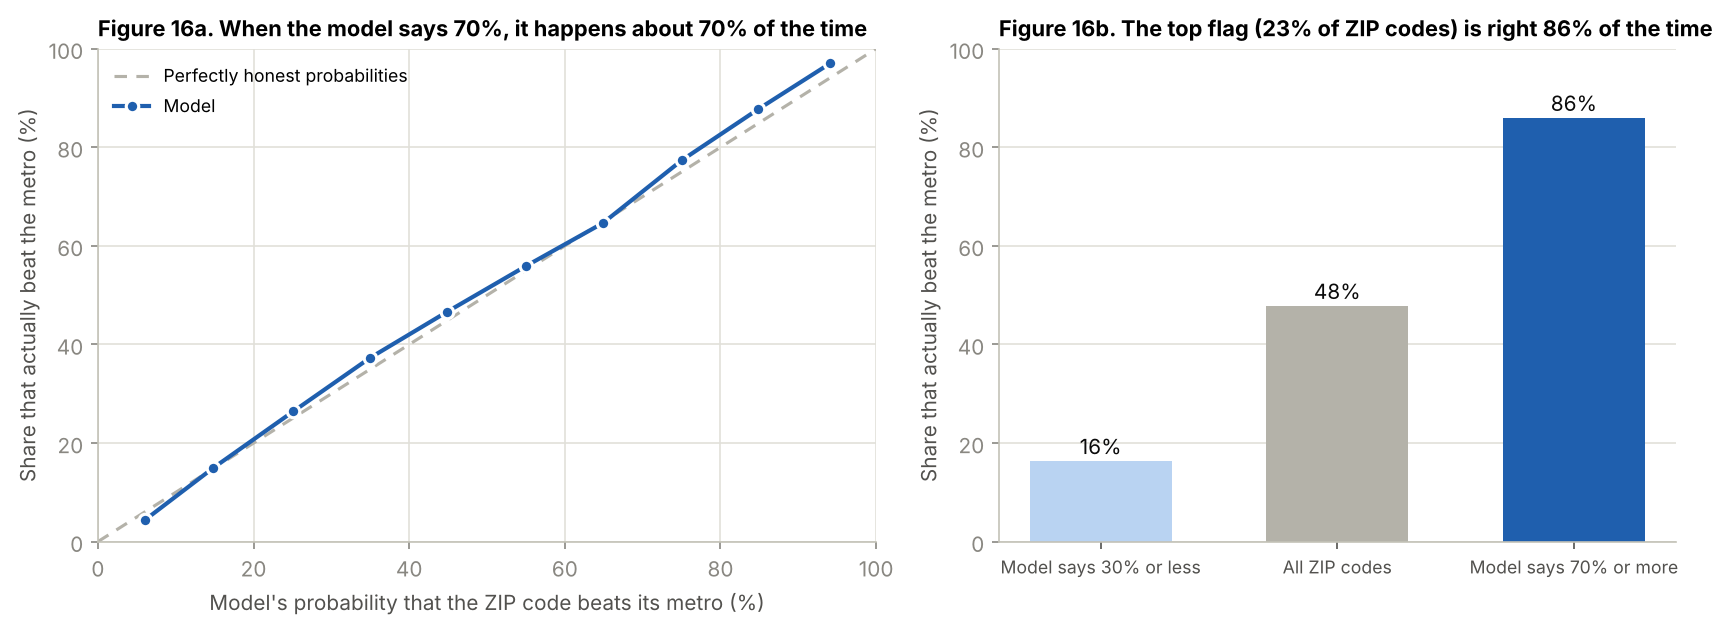 Figure 16a. When the model says 70%, it happens about 70% of the time
Perfectly honest probabilities
Model
Share that actually beat the metro (%)
100
80
60
40
20
0
0 20 40 60 80 100
Model's probability that the ZIP code beats its metro (%)
Figure 16b. The top flag (23% of ZIP codes) is right 86% of the time
Share that actually beat the metro (%)
100
80
60
40
20
0
16%
48%
86%
Model says 30% or less
All ZIP codes
Model says 70% or more